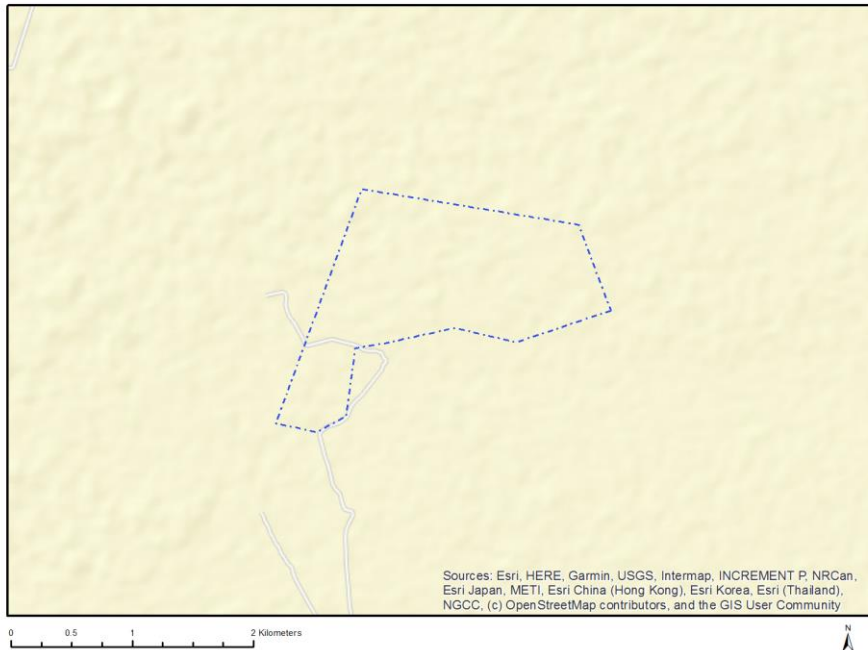 Sources: Esri, HERE, Garmin, USGS, Intermap, INCREMENT P, NRCan,
Esri Japan, METI, Esri China (Hong Kong), Esri Korea, Esri (Thailand),
NGCC, (c) OpenStreetMap contributors, and the GIS User Community
0 0.5 1 2 Kilometers
N